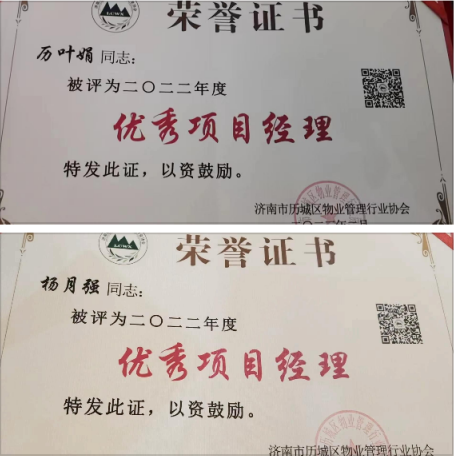 荣誉证书
历叶娟同志:
被评为二〇二二年度
优秀项目经理
特发此证，以资鼓励。
济南市历城区物业管理行业协会
荣誉证书
杨月强同志:
被评为二〇二二年度
优秀项目经理
特发此证，以资鼓励。
济南市历城区物业管理行业协会